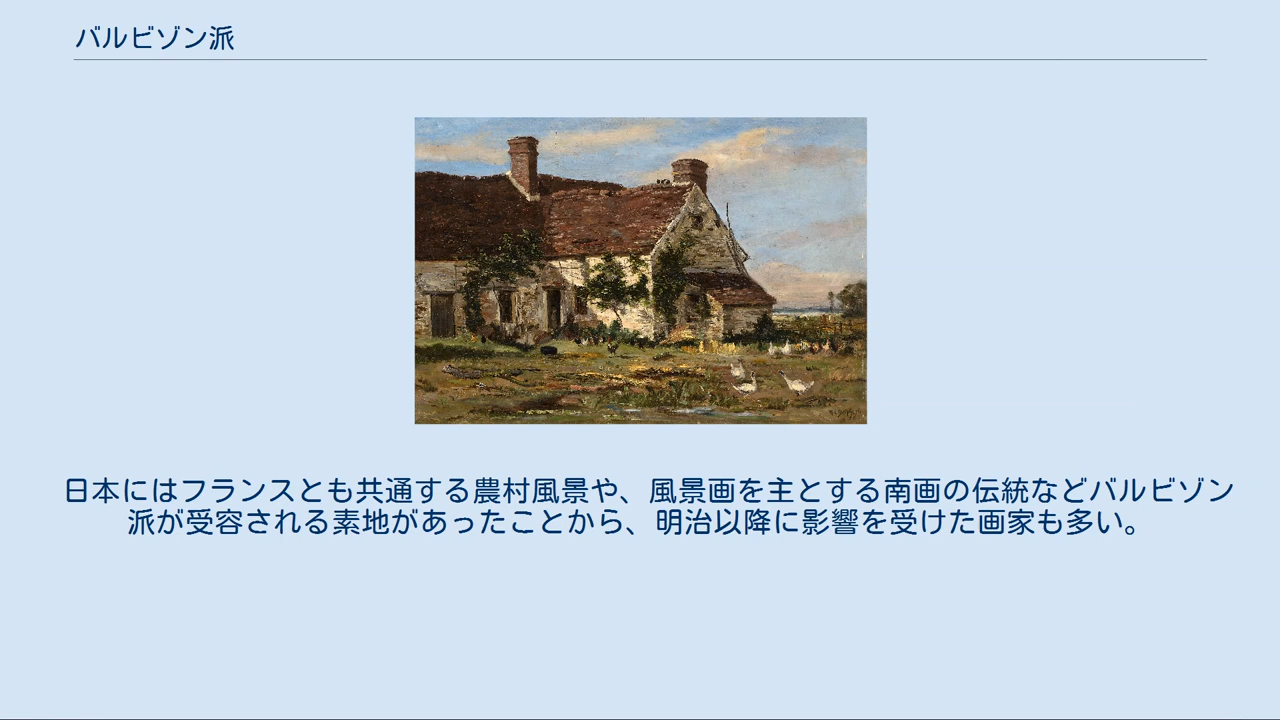 バルビゾン派
日本にはフランスとも共通する農村風景や、風景画を主とする南画の伝統などバルビゾン
派が受容される素地があったことから、明治以降に影響を受けた画家も多い。